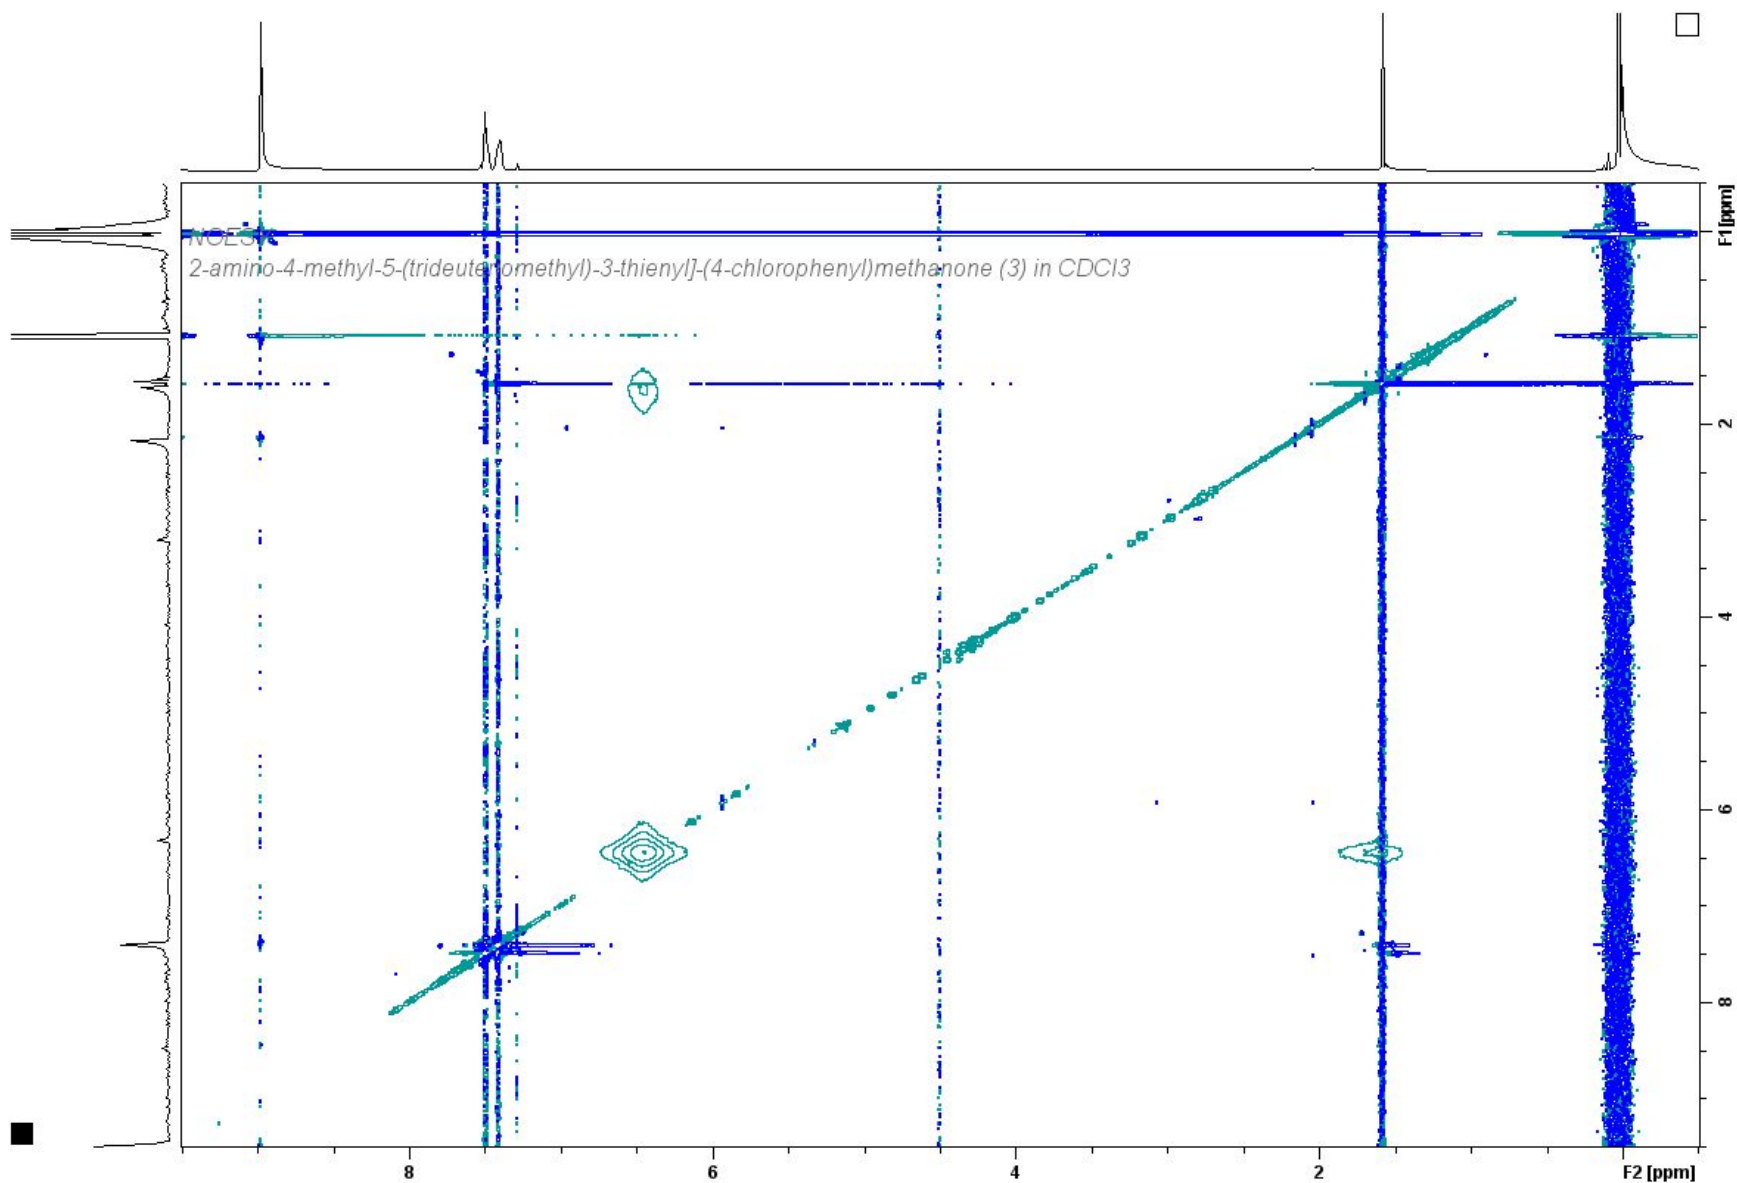 NOESY
2-amino-4-methyl-5-(trideuteriomethyl)-3-thienyl]-(4-chlorophenyl)methanone (3) in CDCl3
F1 [ppm]
2
4
6
8
8
6
4
2
F2 [ppm]